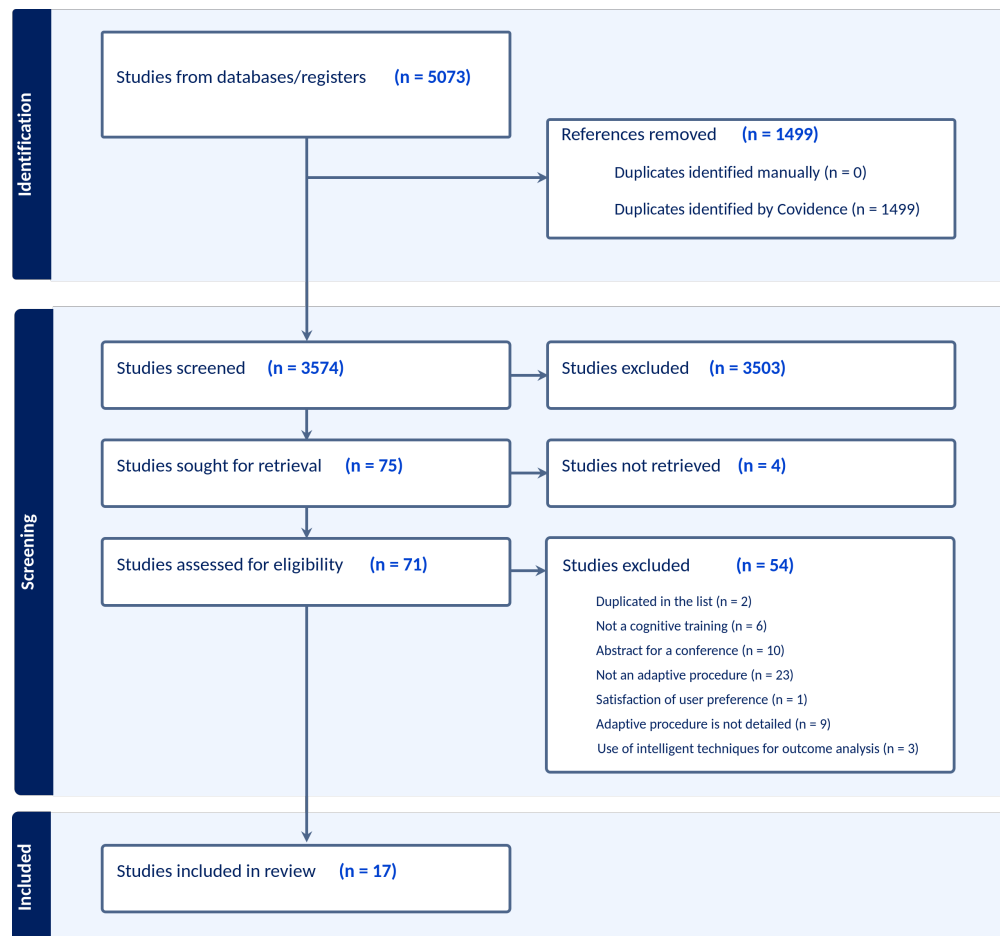 Identification
Studies from databases/registers (n = 5073)
References removed (n = 1499)
Duplicates identified manually (n = 0)
Duplicates identified by Covidence (n = 1499)
Screening
Studies screened (n = 3574)
Studies excluded (n = 3503)
Studies sought for retrieval (n = 75)
Studies not retrieved (n = 4)
Studies assessed for eligibility (n = 71)
Studies excluded (n = 54)
Duplicated in the list (n = 2)
Not a cognitive training (n = 6)
Abstract for a conference (n = 10)
Not an adaptive procedure (n = 23)
Satisfaction of user preference (n = 1)
Adaptive procedure is not detailed (n = 9)
Use of intelligent techniques for outcome analysis (n = 3)
Included
Studies included in review (n = 17)